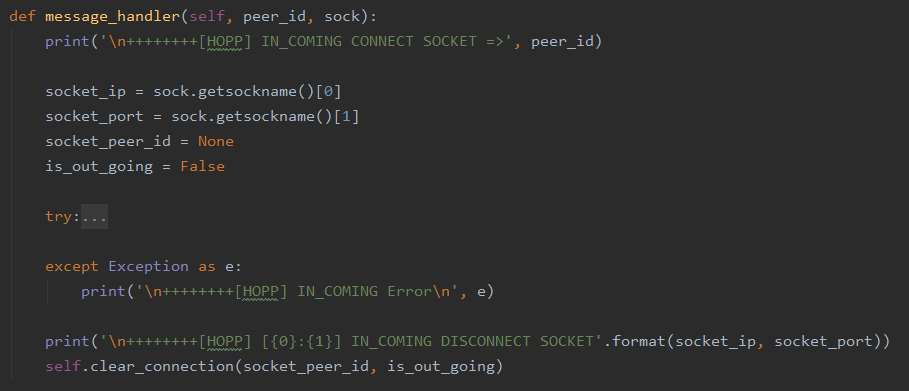 def message_handler(self, peer_id, sock):
    print('\n++++++++[HOPP] IN_COMING CONNECT SOCKET =>', peer_id)
    socket_ip = sock.getsockname()[0]
    socket_port = sock.getsockname()[1]
    socket_peer_id = None
    is_out_going = False
    try:...
    except Exception as e:
        print('\n++++++++[HOPP] IN_COMING Error\n', e)
    print('\n++++++++[HOPP] [{0}:{1}] IN_COMING DISCONNECT SOCKET'.format(socket_ip, socket_port))
    self.clear_connection(socket_peer_id, is_out_going)